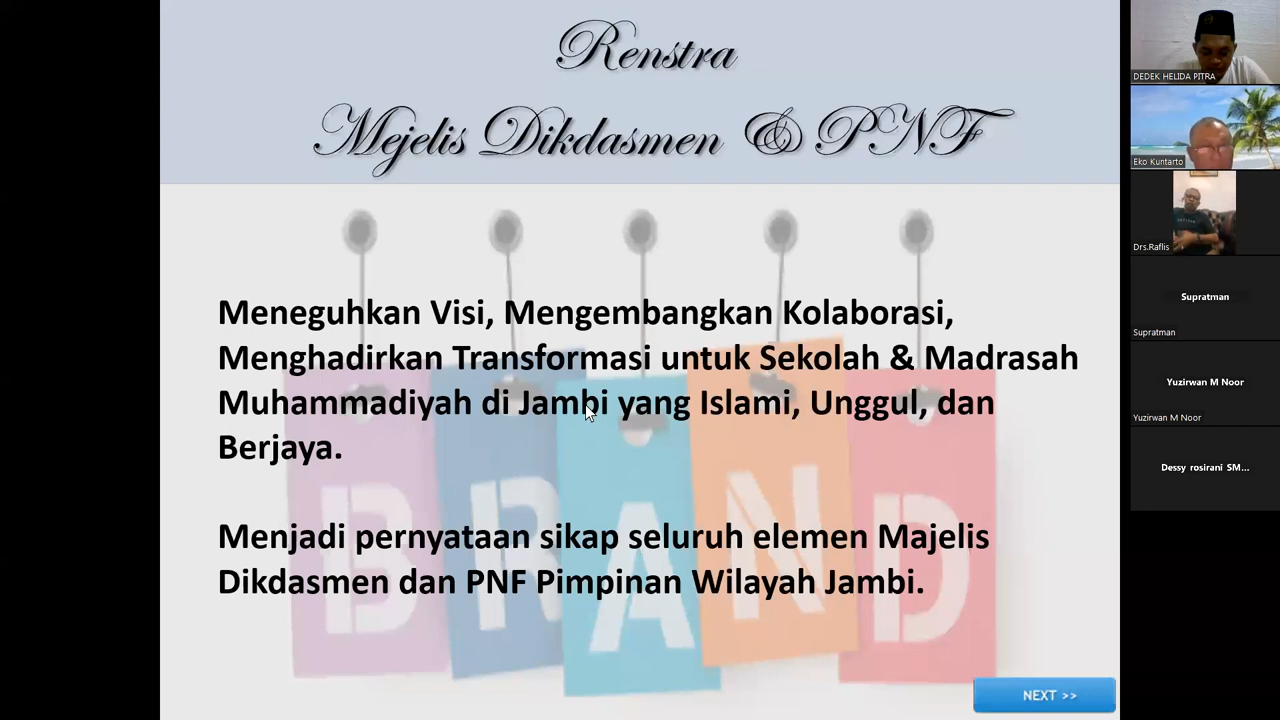 Renstra
Mejelis Dikdasmen & PNF
Meneguhkan Visi, Mengembangkan Kolaborasi,
Menghadirkan Transformasi untuk Sekolah & Madrasah
Muhammadiyah di Jambi yang Islami, Unggul, dan
Berjaya.
Menjadi pernyataan sikap seluruh elemen Majelis
Dikdasmen dan PNF Pimpinan Wilayah Jambi.
BRAND
NEXT >>
DEDEK HELIDA PITRA
Eko Kuntarto
Drs.Raflis
Supratman
Supratman
Yuzirwan M Noor
Yuzirwan M Noor
Dessy rosirani SM...